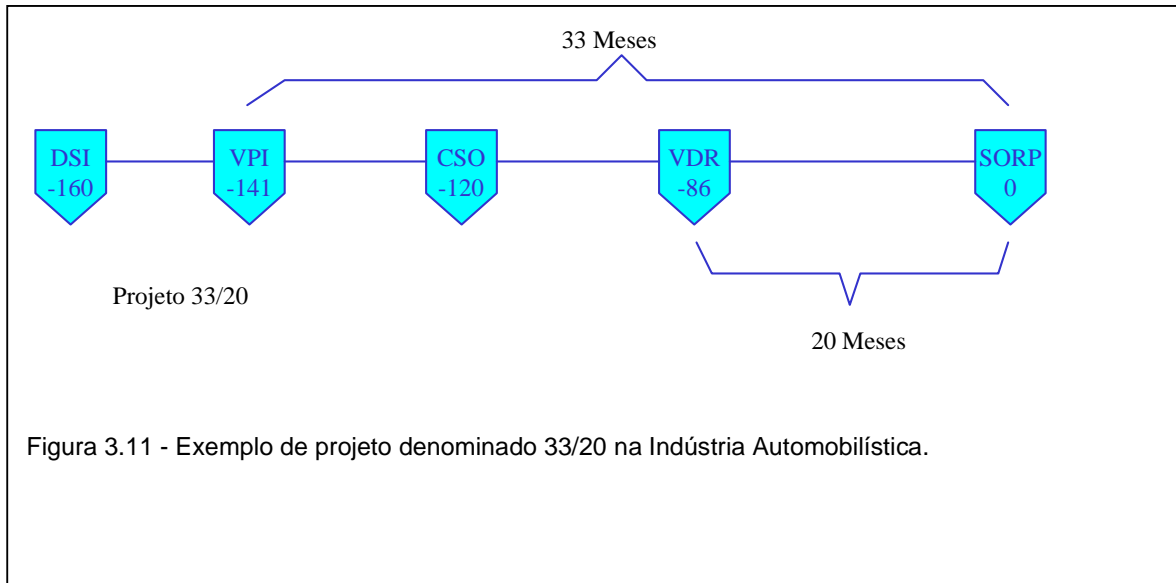 33 Meses
DSI
-160
VPI
-141
CSO
-120
VDR
-86
SORP
0
Projeto 33/20
20 Meses
Figura 3.11 - Exemplo de projeto denominado 33/20 na Indústria Automobilística.